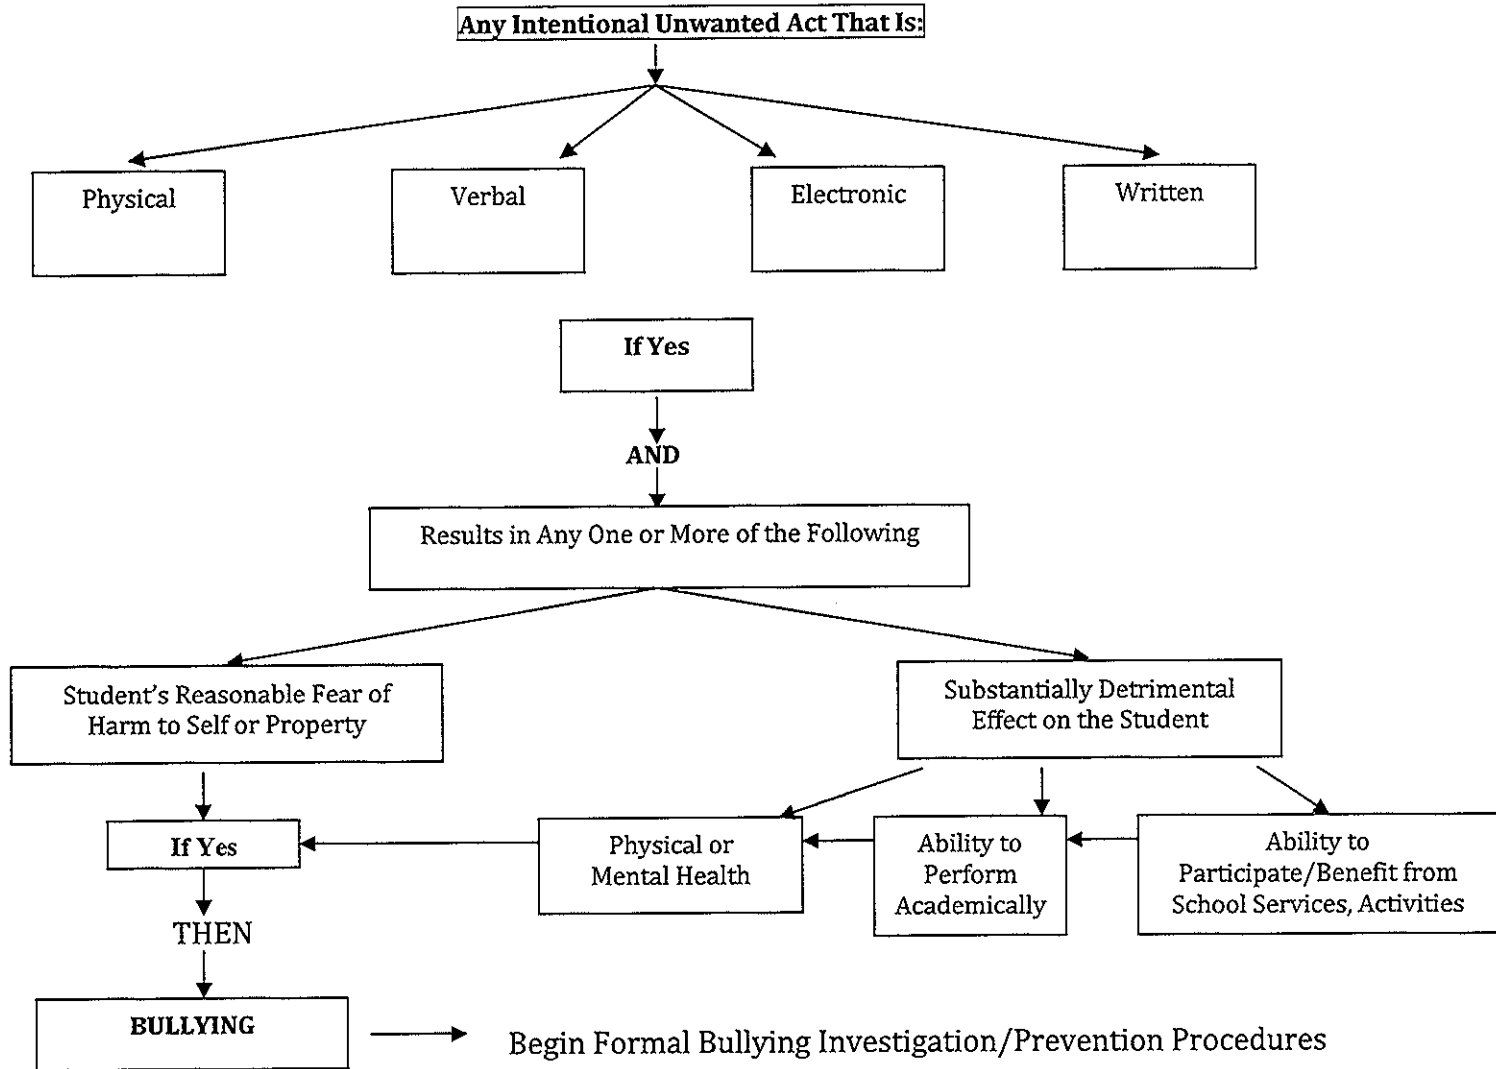 Any Intentional Unwanted Act That Is:
Physical
Verbal
Electronic
Written
If Yes
AND
Results in Any One or More of the Following
Student's Reasonable Fear of
Harm to Self or Property
Substantially Detrimental
Effect on the Student
If Yes
Physical or
Mental Health
Ability to
Perform
Academically
Ability to
Participate/Benefit from
School Services, Activities
THEN
BULLYING
Begin Formal Bullying Investigation/Prevention Procedures